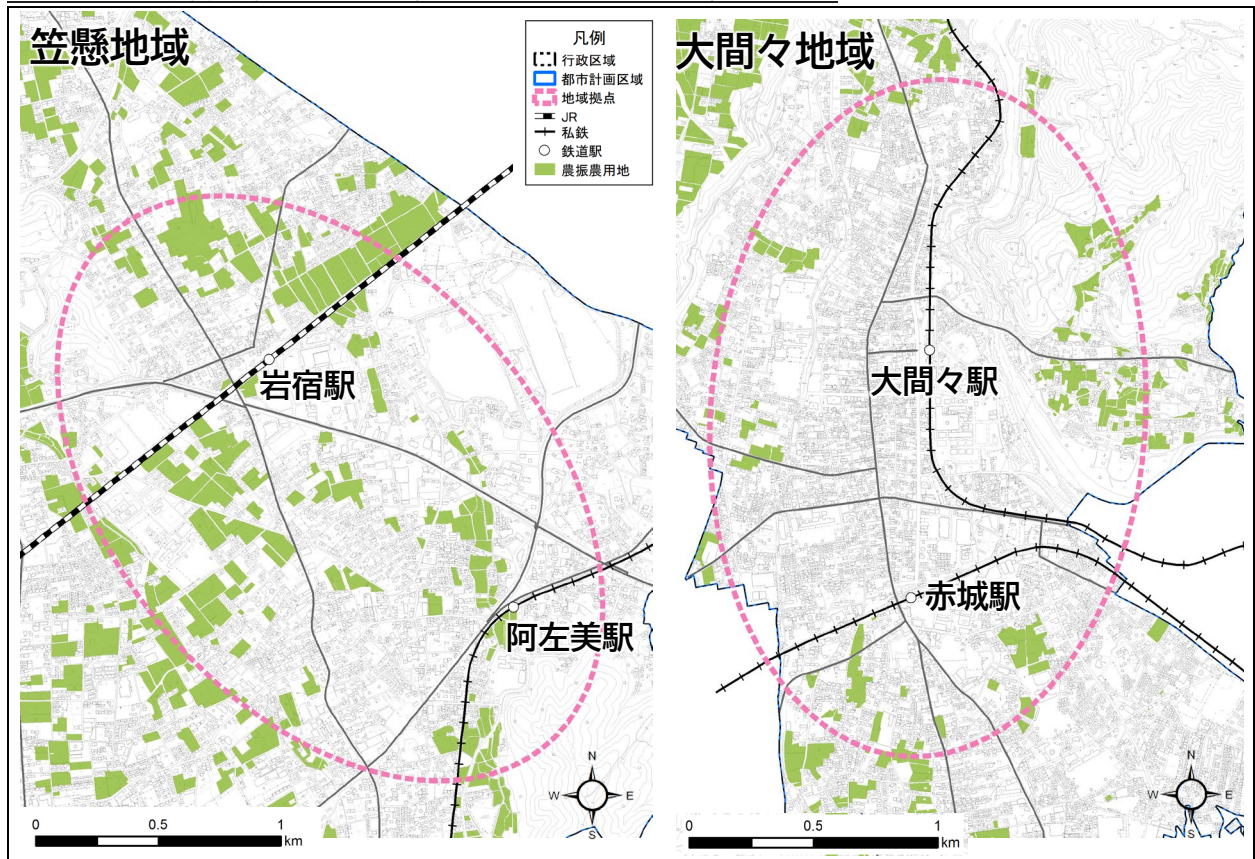 笠懸地域
凡例
行政区域
都市計画区域
地域拠点
JR
私鉄
鉄道駅
農振農用地
岩宿駅
阿左美駅
N
W E
S
0 0.5 1
km
大間々地域
大間々駅
赤城駅
N
W E
S
0 0.5 1
km